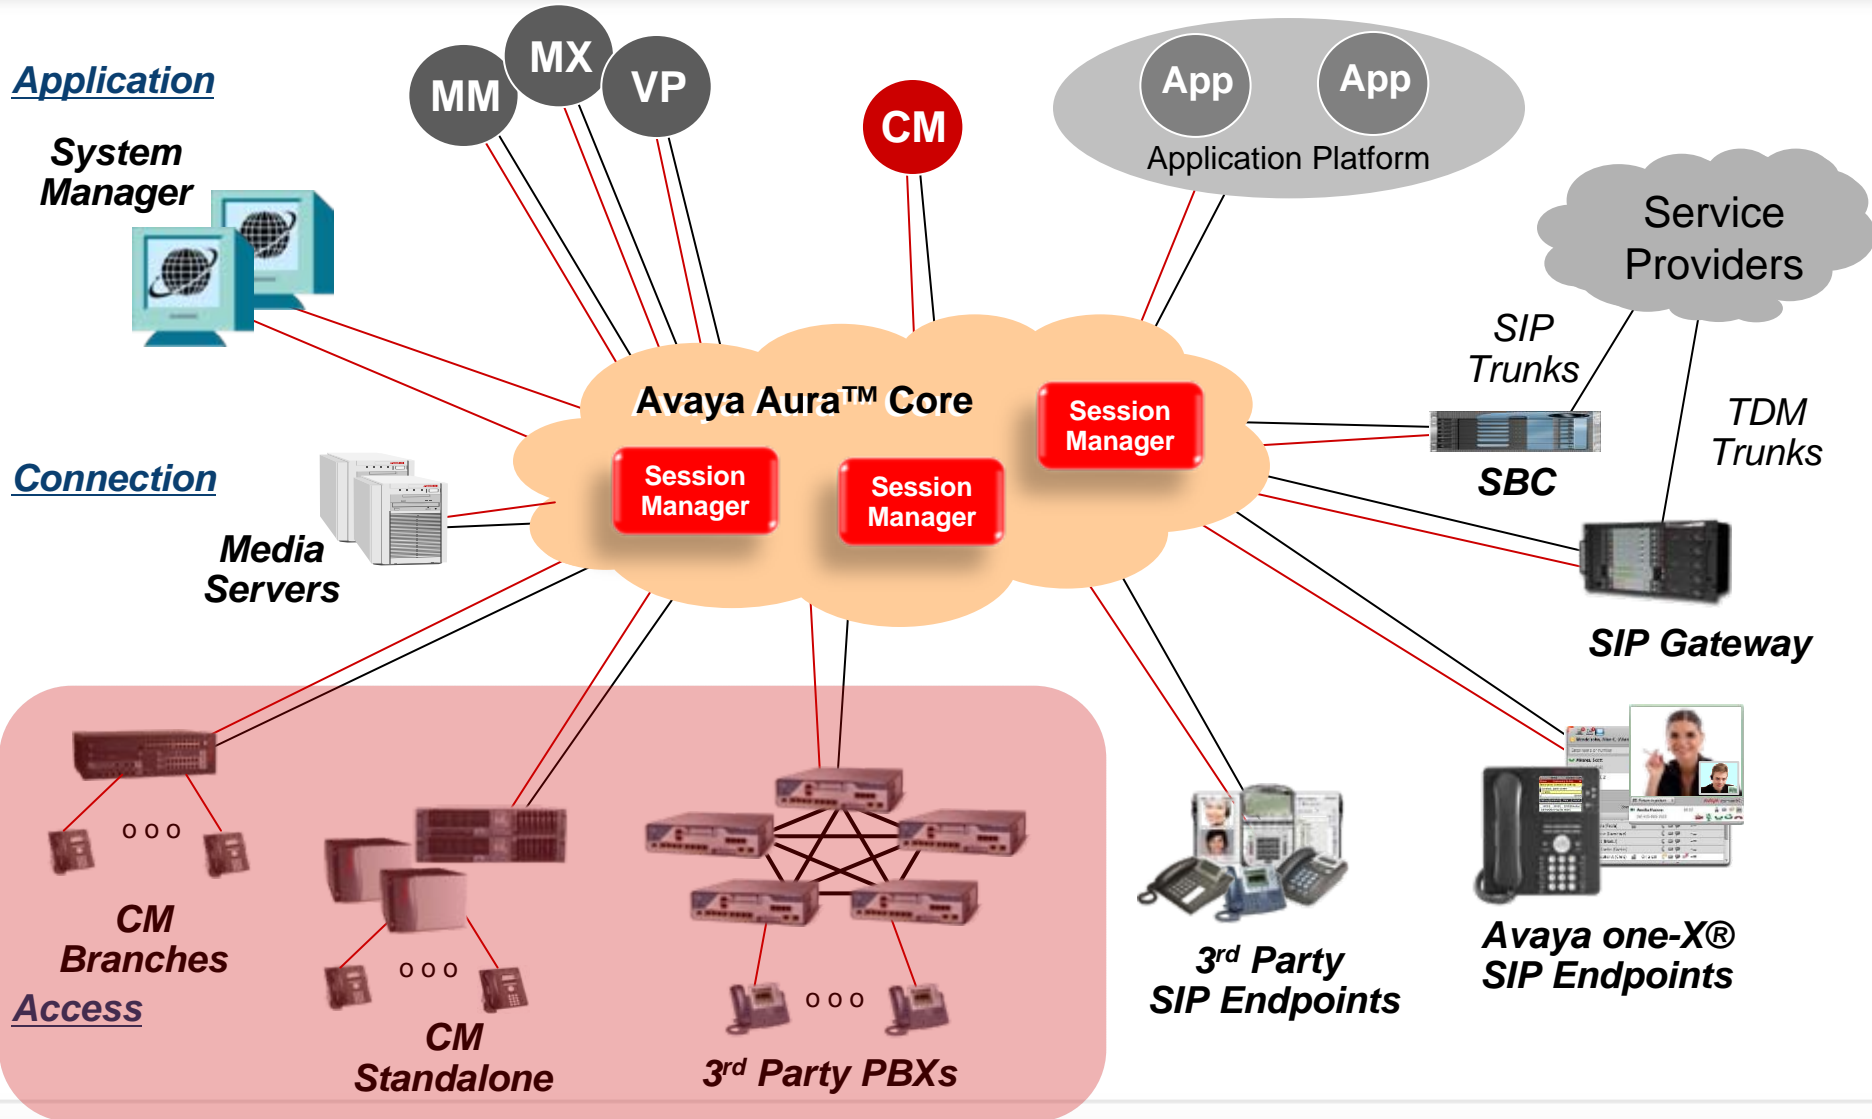 Application
System
Manager
MM
MX
VP
CM
App
App
Application Platform
Service
Providers
SIP
Trunks
TDM
Trunks
Avaya Aura™ Core
Session
Manager
Session
Manager
Session
Manager
SBC
Connection
Media
Servers
SIP Gateway
o o o
CM
Branches
Access
o o o
CM
Standalone
o o o
3rd Party PBXs
3rd Party
SIP Endpoints
Avaya one-X®
SIP Endpoints